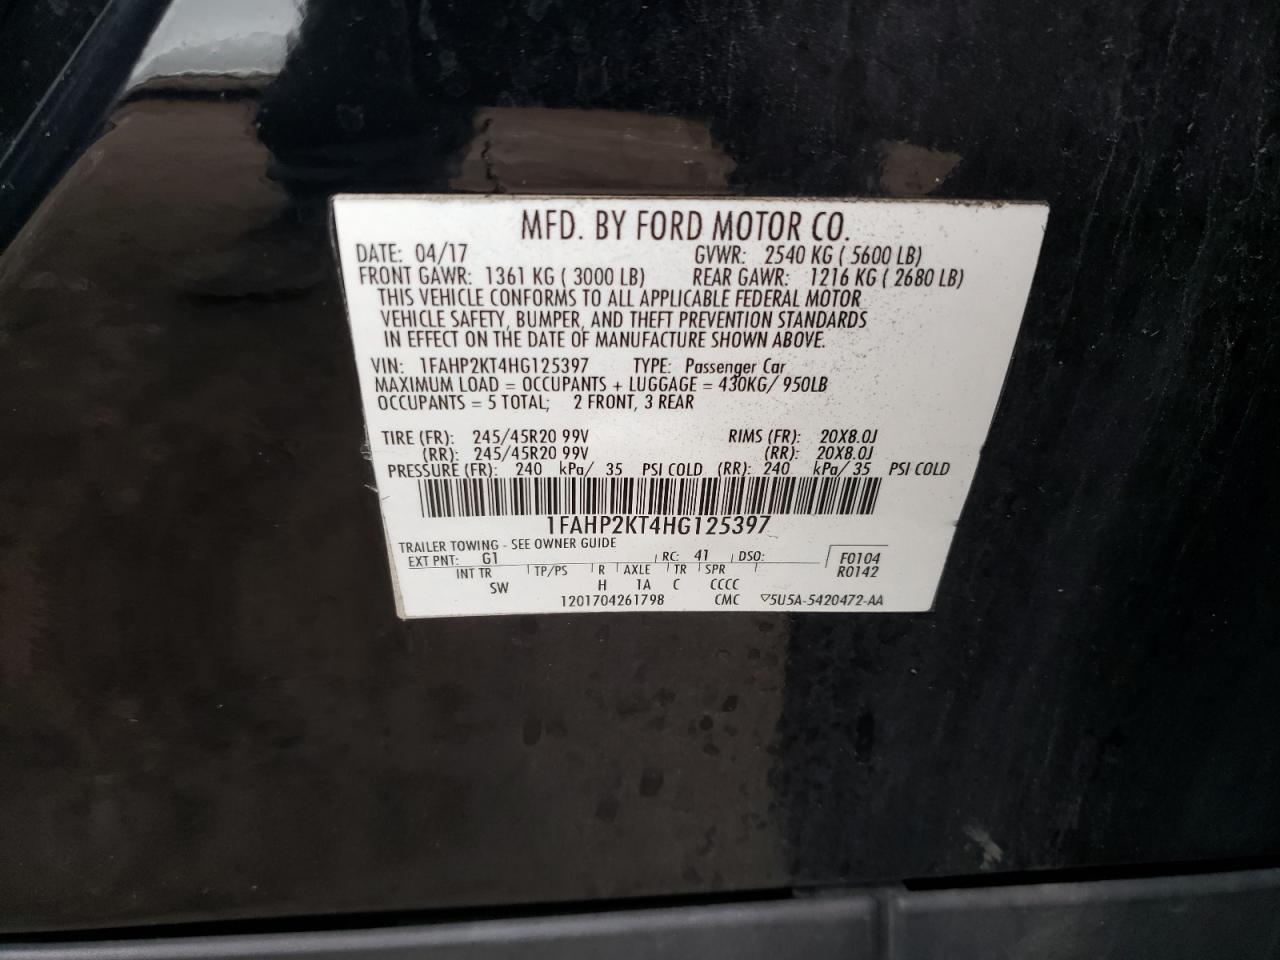 MFD. BY FORD MOTOR CO.
DATE: 04/17 GVWR: 2540 KG ( 5600 LB)
FRONT GAWR: 1361 KG ( 3000 LB) REAR GAWR: 1216 KG ( 2680 LB)
THIS VEHICLE CONFORMS TO ALL APPLICABLE FEDERAL MOTOR
VEHICLE SAFETY, BUMPER, AND THEFT PREVENTION STANDARDS
IN EFFECT ON THE DATE OF MANUFACTURE SHOWN ABOVE.
VIN: 1FAHP2KT4HG125397 TYPE: Passenger Car
MAXIMUM LOAD = OCCUPANTS + LUGGAGE = 430KG/ 950LB
OCCUPANTS = 5 TOTAL; 2 FRONT, 3 REAR
TIRE (FR): 245/45R20 99V RIMS (FR): 20X8.0J
(RR): 245/45R20 99V (RR): 20X8.0J
PRESSURE (FR): 240 kPa/ 35 PSI COLD (RR): 240 kPa/ 35 PSI COLD
1FAHP2KT4HG125397
TRAILER TOWING - SEE OWNER GUIDE
EXT PNT: G1 RC: 41 DSO: F0104
INT TR TP/PS R AXLE TR SPR R0142
SW H 1A C CCCC
1201704261798 CMC ▽5U5A-5420472-AA